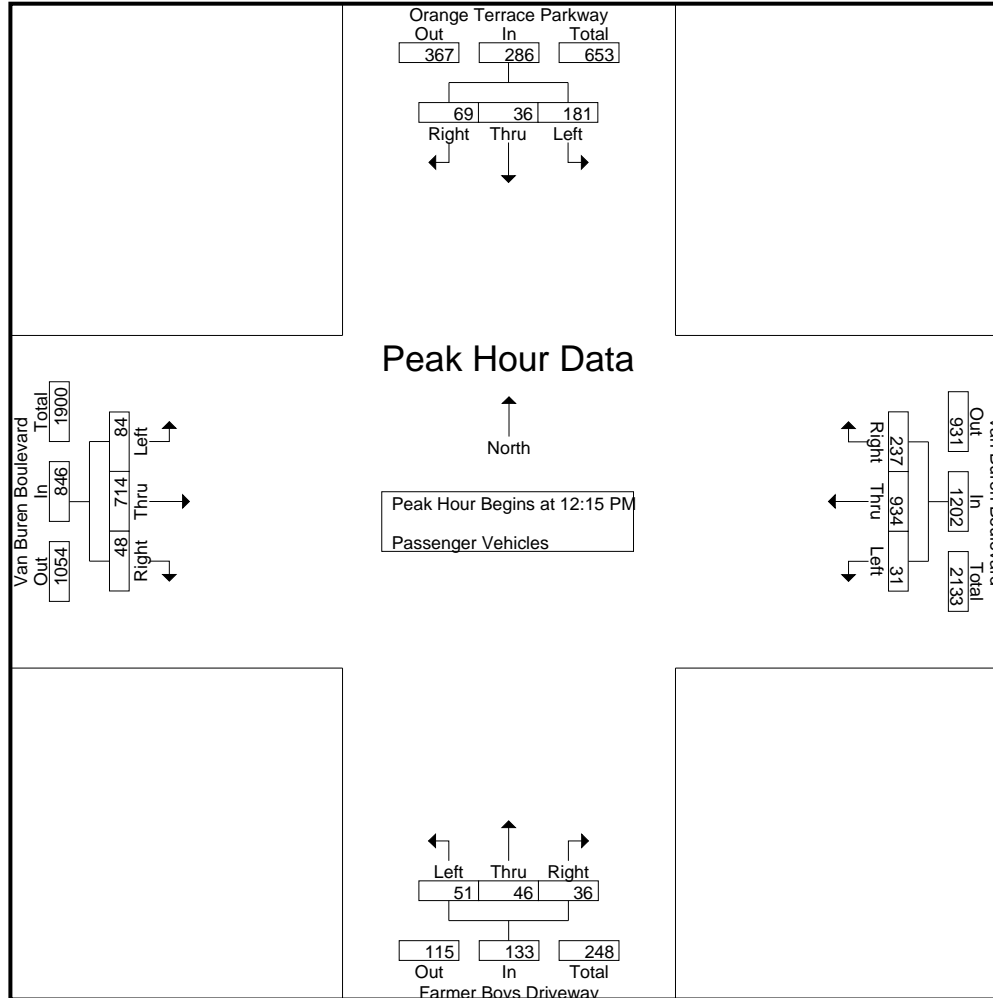 Orange Terrace Parkway
Out In Total
367 286 653
69 36 181
Right Thru Left
Peak Hour Data
North
Peak Hour Begins at 12:15 PM
Passenger Vehicles
Van Buren Boulevard
Total In Out
1900 846 1054
84 714 48
Left Thru Right
Out In Total
931 1202 2133
237 934 31
Right Thru Left
Left Thru Right
51 46 36
115 133 248
Out In Total
Farmer Boys Driveway